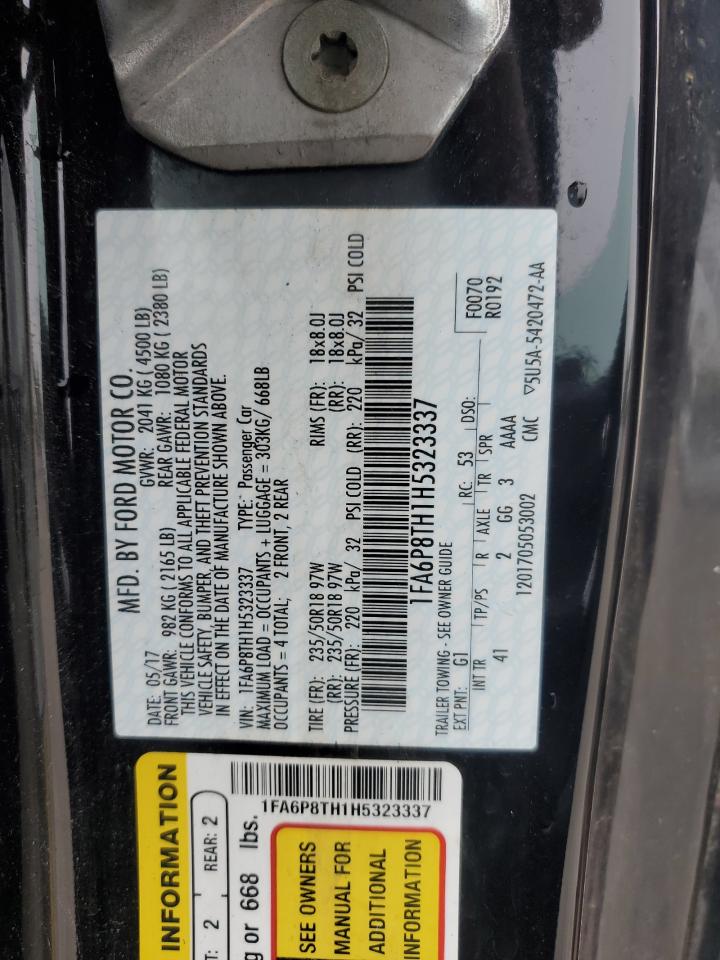 MFD. BY FORD MOTOR CO.
DATE: 05/17 GVWR: 2041 KG ( 4500 LB)
FRONT GAWR: 982 KG ( 2165 LB) REAR GAWR: 1080 KG ( 2380 LB)
THIS VEHICLE CONFORMS TO ALL APPLICABLE FEDERAL MOTOR
VEHICLE SAFETY, BUMPER, AND THEFT PREVENTION STANDARDS
IN EFFECT ON THE DATE OF MANUFACTURE SHOWN ABOVE.
VIN: 1FA6P8TH1H5323337 TYPE: Passenger Car
MAXIMUM LOAD = OCCUPANTS + LUGGAGE = 303KG/ 668LB
OCCUPANTS = 4 TOTAL; 2 FRONT, 2 REAR
TIRE (FR): 235/50R18 97W RIMS (FR): 18x8.0J
(RR): 235/50R18 97W (RR): 18x8.0J
PRESSURE (FR): 220 kPa/ 32 PSI COLD (RR): 220 kPa/ 32 PSI COLD
1FA6P8TH1H5323337
TRAILER TOWING - SEE OWNER GUIDE
EXT PNT: G1 RC: 53 DSO: F0070
R0192
INT TR TP/PS R AXLE TR SPR
41 2 GG 3 AAAA
1201705053002 CMC ▽5U5A-5420472-AA
INFORMATION
T: 2 REAR: 2
g or 668 lbs.
1FA6P8TH1H5323337
SEE OWNERS
MANUAL FOR
ADDITIONAL
INFORMATION